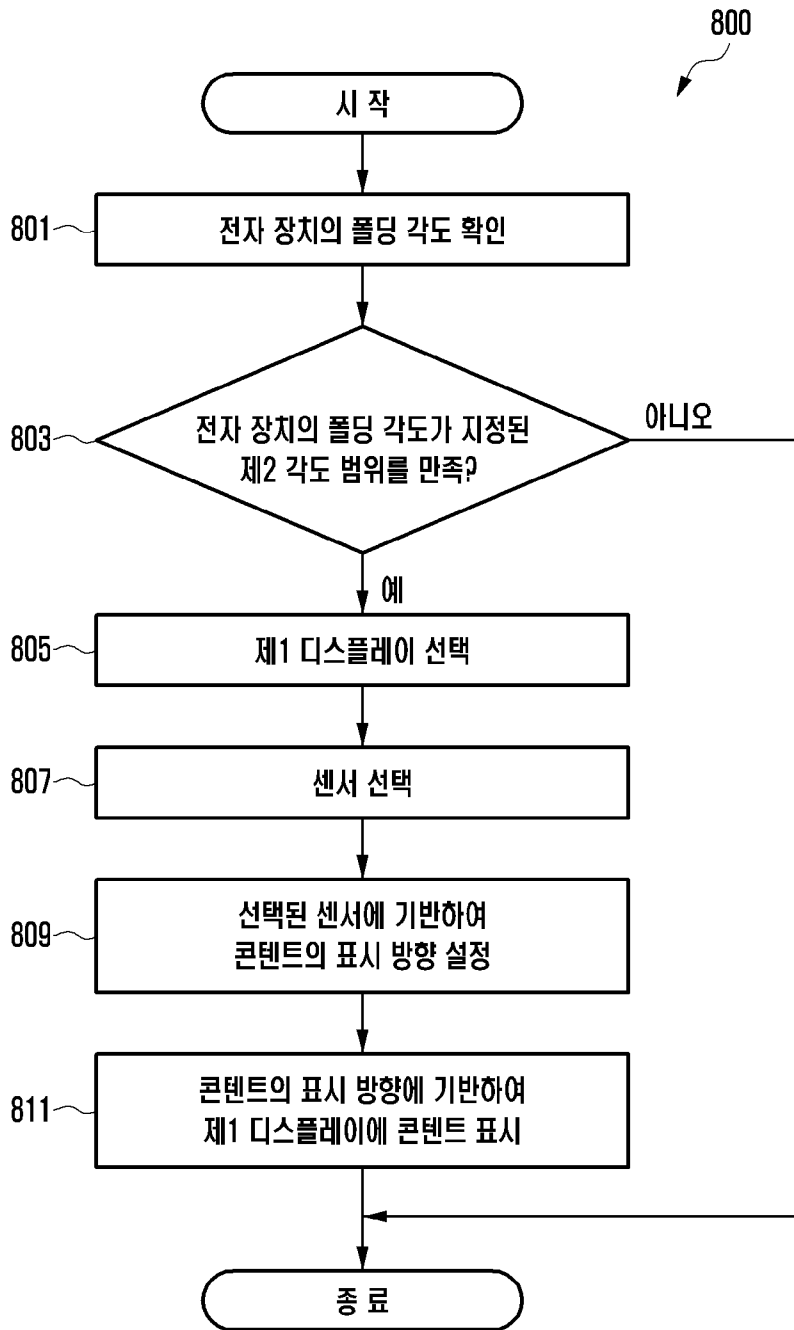 800
시 작
801
전자 장치의 폴딩 각도 확인
803
전자 장치의 폴딩 각도가 지정된
제2 각도 범위를 만족?
아니오
예
805
제1 디스플레이 선택
807
센서 선택
809
선택된 센서에 기반하여
콘텐트의 표시 방향 설정
811
콘텐트의 표시 방향에 기반하여
제1 디스플레이에 콘텐트 표시
종 료